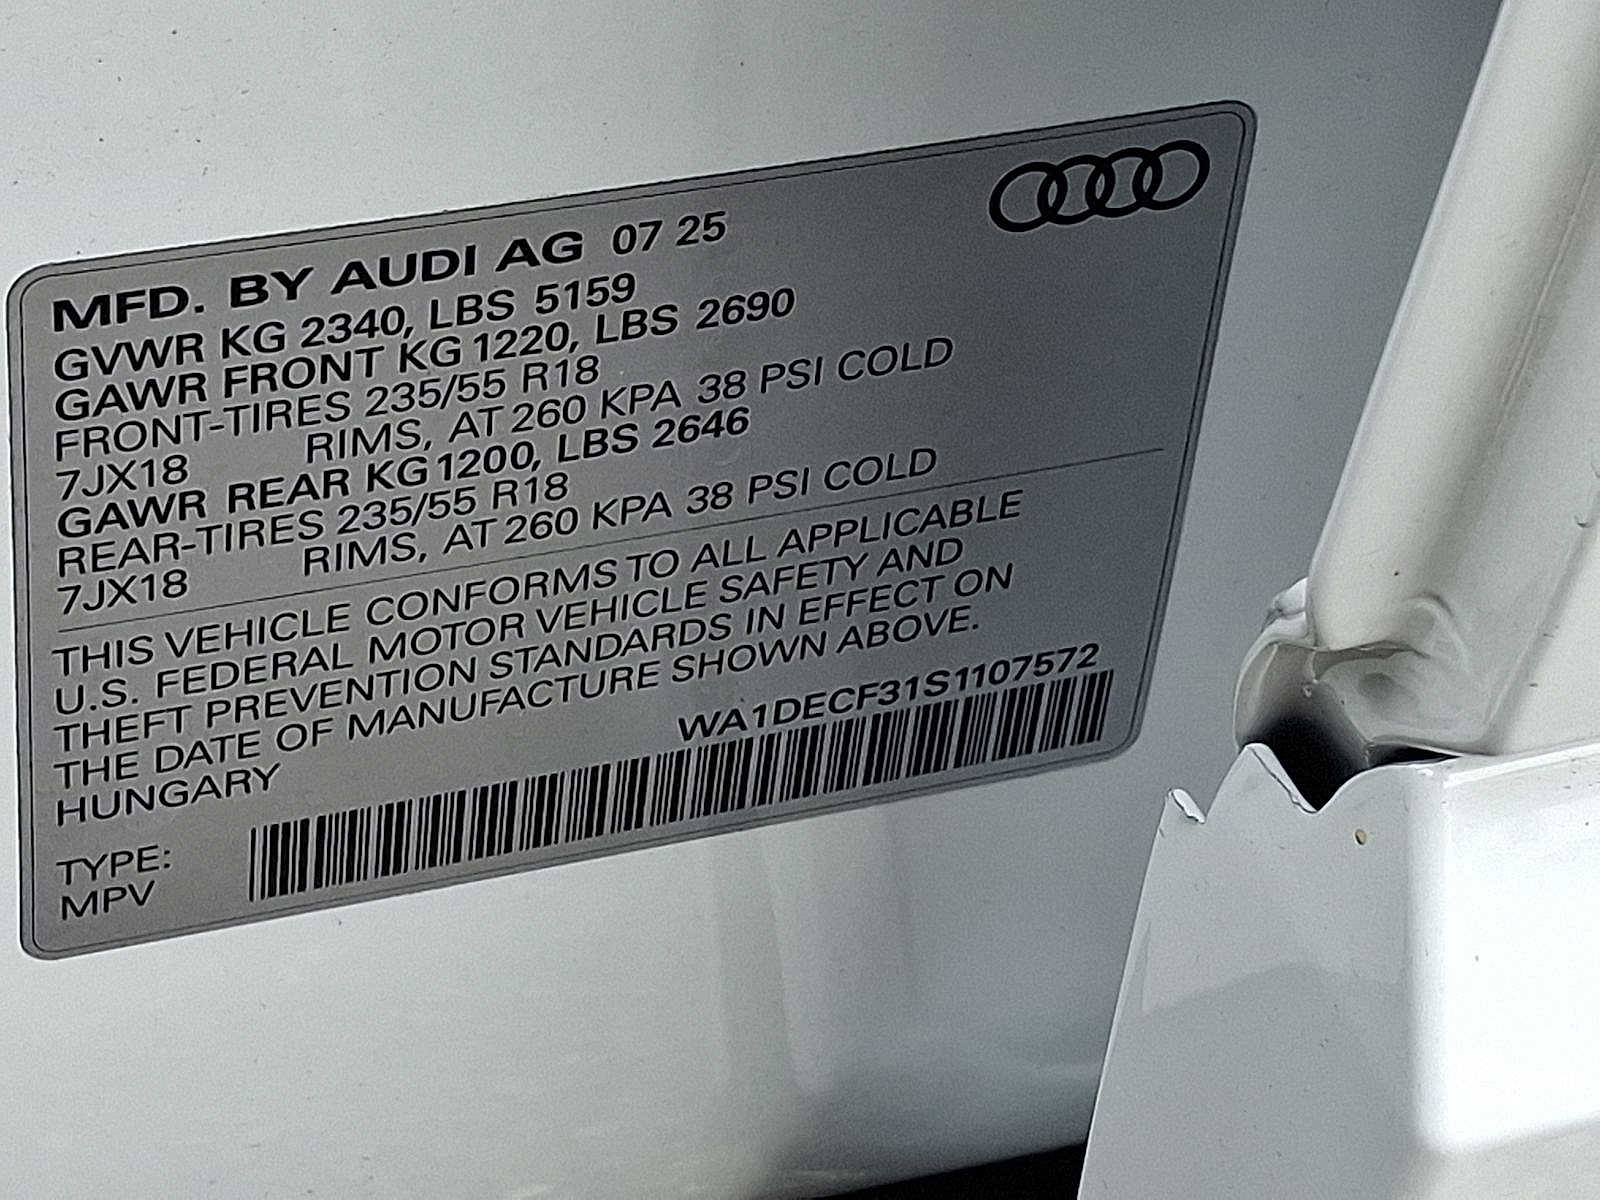 MFD. BY AUDI AG 07 25
GVWR KG 2340, LBS 5159
GAWR FRONT KG 1220, LBS 2690
FRONT-TIRES 235/55 R18
7JX18 RIMS, AT 260 KPA 38 PSI COLD
GAWR REAR KG 1200, LBS 2646
REAR-TIRES 235/55 R18
7JX18 RIMS, AT 260 KPA 38 PSI COLD
THIS VEHICLE CONFORMS TO ALL APPLICABLE
U.S. FEDERAL MOTOR VEHICLE SAFETY AND
THEFT PREVENTION STANDARDS IN EFFECT ON
THE DATE OF MANUFACTURE SHOWN ABOVE.
HUNGARY
WA1DECF31S1107572
TYPE:
MPV